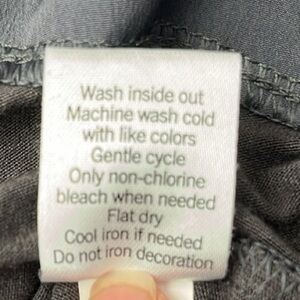 Wash inside out
Machine wash cold
with like colors
Gentle cycle
Only non-chlorine
bleach when needed
Flat dry
Cool iron if needed
Do not iron decoration